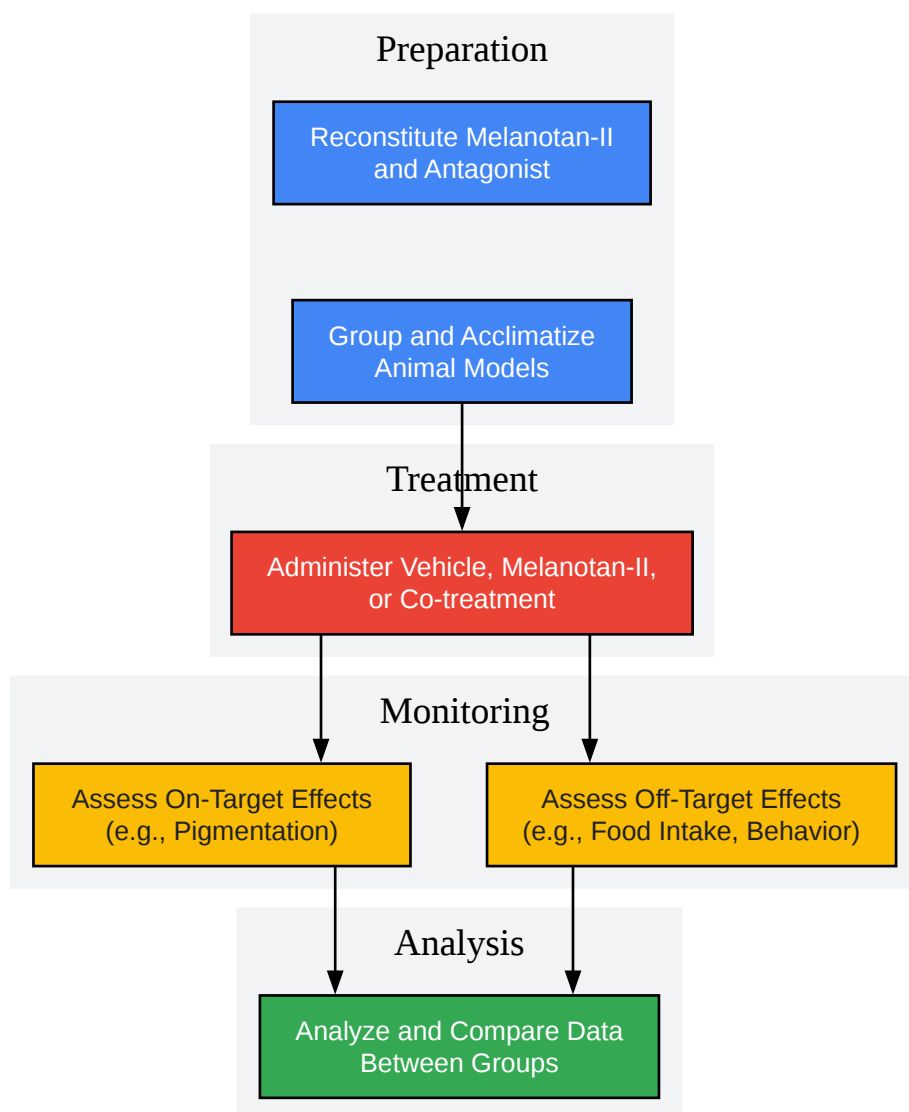 Preparation
Reconstitute Melanotan-II
and Antagonist
Group and Acclimatize
Animal Models
Treatment
Administer Vehicle, Melanotan-II,
or Co-treatment
Monitoring
Assess On-Target Effects
(e.g., Pigmentation)
Assess Off-Target Effects
(e.g., Food Intake, Behavior)
Analysis
Analyze and Compare Data
Between Groups